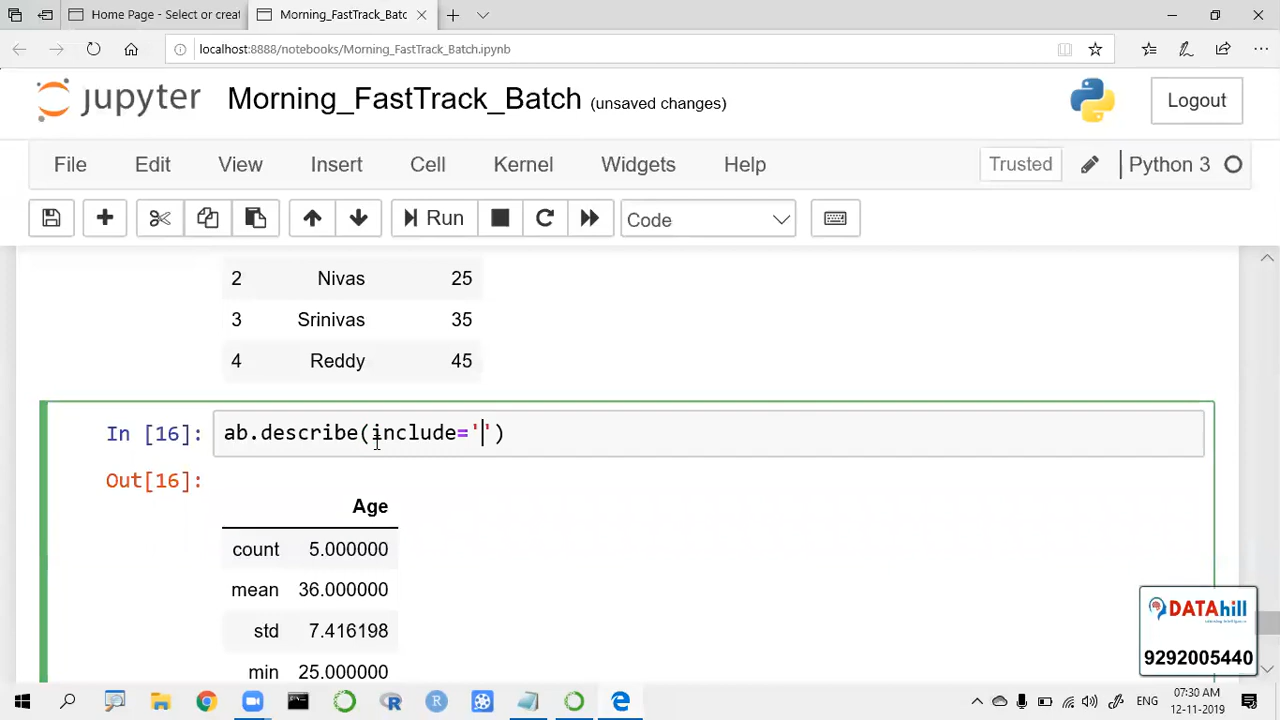 Home Page - Select or creat
Morning_FastTrack_Batc
localhost:8888/notebooks/Morning_FastTrack_Batch.ipynb
jupyter Morning_FastTrack_Batch (unsaved changes)
Logout
File Edit View Insert Cell Kernel Widgets Help
Trusted
Python 3
Run
Code
2 Nivas 25
3 Srinivas 35
4 Reddy 45
In [16]: ab.describe(include='')
Out[16]:
Age
count 5.000000
mean 36.000000
std 7.416198
min 25.000000
DATAhill
9292005440
ENG
07:30 AM
12-11-2019